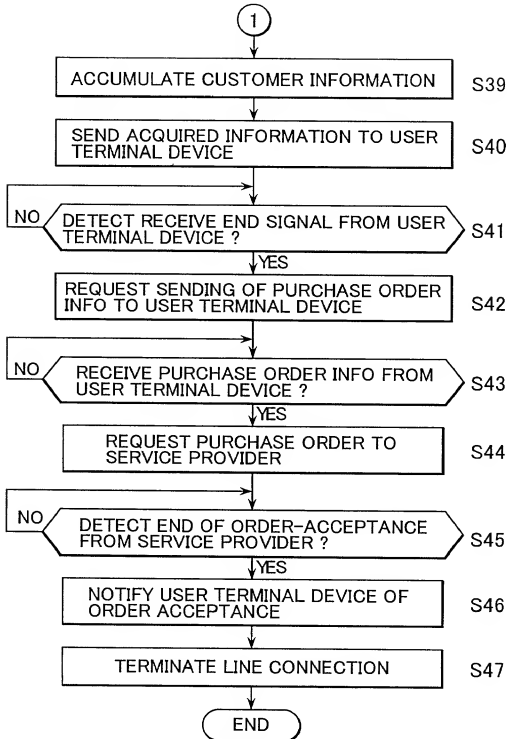 1
ACCUMULATE CUSTOMER INFORMATION
S39
SEND ACQUIRED INFORMATION TO USER
TERMINAL DEVICE
S40
NO
DETECT RECEIVE END SIGNAL FROM USER
TERMINAL DEVICE ?
S41
YES
REQUEST SENDING OF PURCHASE ORDER
INFO TO USER TERMINAL DEVICE
S42
NO
RECEIVE PURCHASE ORDER INFO FROM
USER TERMINAL DEVICE ?
S43
YES
REQUEST PURCHASE ORDER TO
SERVICE PROVIDER
S44
NO
DETECT END OF ORDER-ACCEPTANCE
FROM SERVICE PROVIDER ?
S45
YES
NOTIFY USER TERMINAL DEVICE OF
ORDER ACCEPTANCE
S46
TERMINATE LINE CONNECTION
S47
END